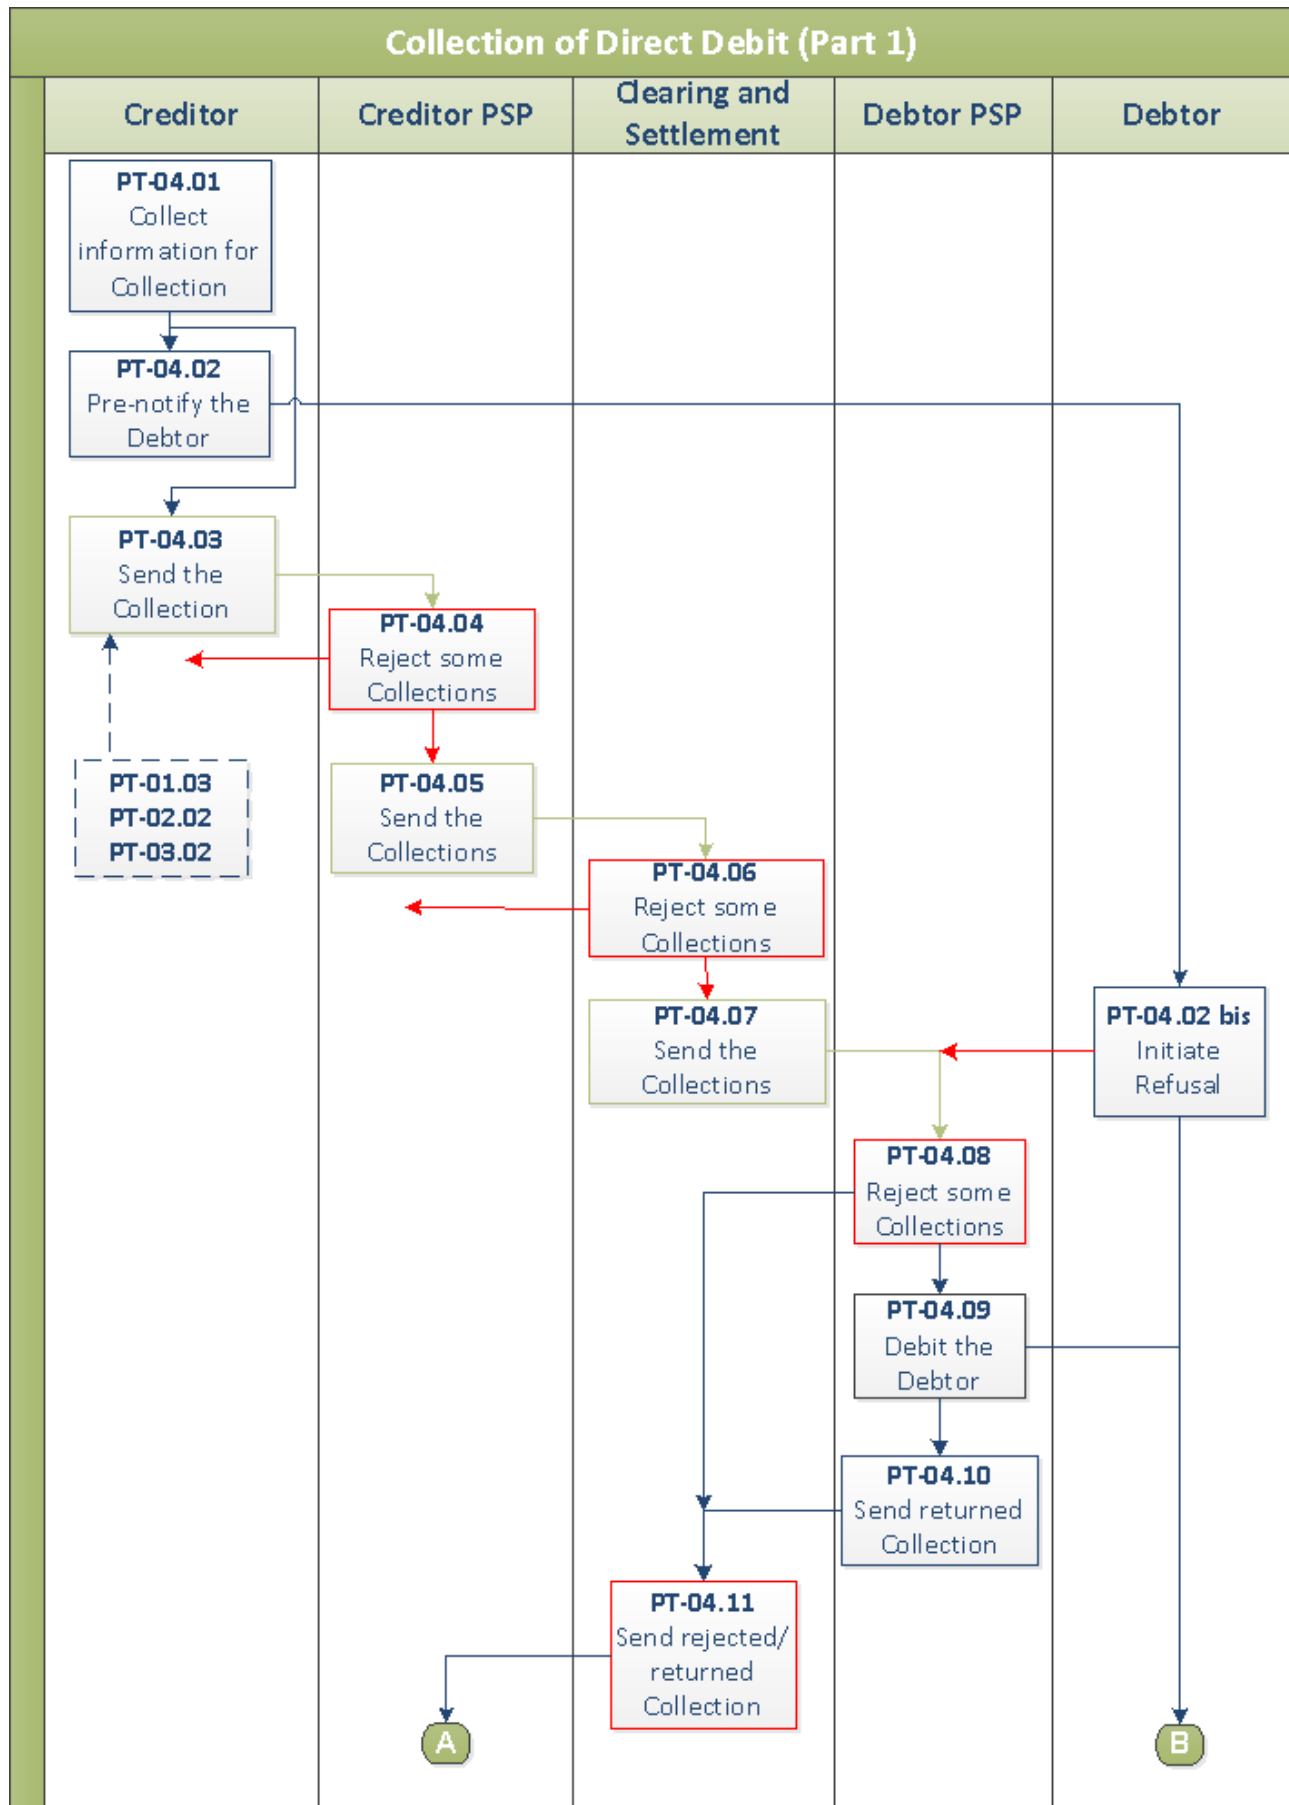 Collection of Direct Debit (Part 1)
Creditor
Creditor PSP
Clearing and
Settlement
Debtor PSP
Debtor
PT-04.01
Collect
information for
Collection
PT-04.02
Pre-notify the
Debtor
PT-04.03
Send the
Collection
PT-04.04
Reject some
Collections
PT-01.03
PT-02.02
PT-03.02
PT-04.05
Send the
Collections
PT-04.06
Reject some
Collections
PT-04.07
Send the
Collections
PT-04.02 bis
Initiate
Refusal
PT-04.08
Reject some
Collections
PT-04.09
Debit the
Debtor
PT-04.10
Send returned
Collection
PT-04.11
Send rejected/
returned
Collection
A
B